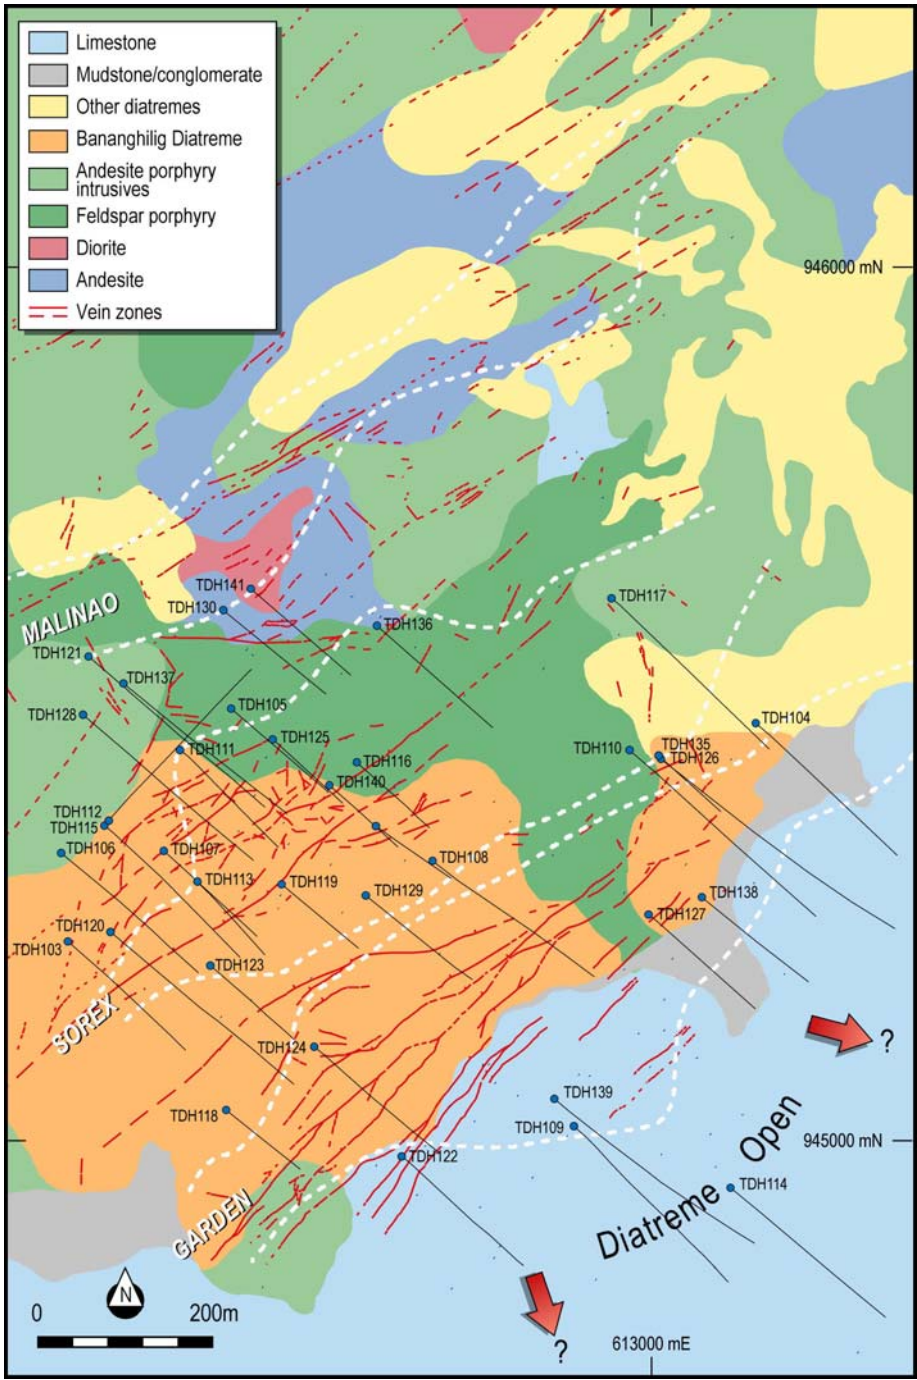 Limestone
Mudstone/conglomerate
Other diatremes
Bananghilig Diatreme
Andesite porphyry
intrusives
Feldspar porphyry
Diorite
Andesite
Vein zones
946000 mN
TDH141
TDH130
TDH117
MALINAO
TDH136
TDH121
TDH137
TDH128
TDH105
TDH104
TDH125
TDH111
TDH110
TDH135
TDH126
TDH116
TDH140
TDH112
TDH115
TDH106
TDH107
TDH108
TDH113
TDH119
TDH129
TDH138
TDH127
TDH120
TDH103
TDH123
SOREX
TDH124
?
TDH139
TDH118
TDH109
945000 mN
TDH122
TDH114
GARDEN
Diatreme Open
N
0 200m
613000 mE
?